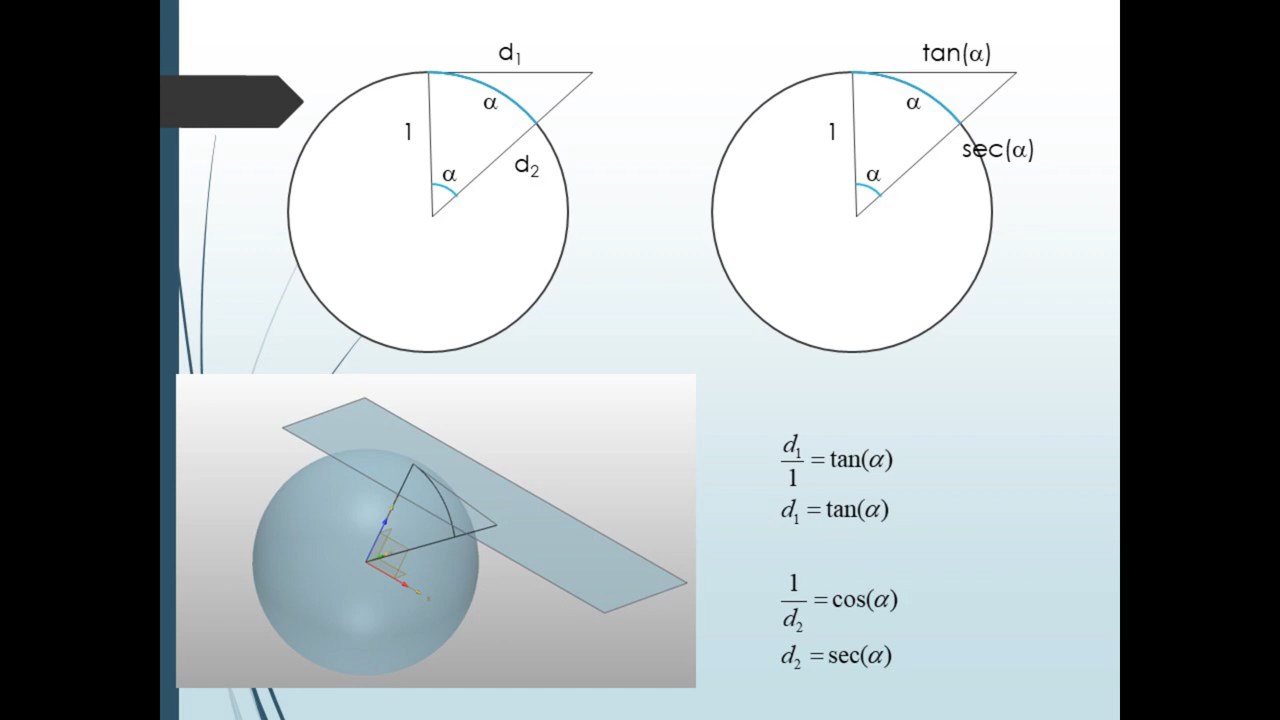 d₁
α
1
α
d₂
tan(α)
α
1
α
sec(α)
d₁/1 = tan(α)
d₁ = tan(α)
1/d₂ = cos(α)
d₂ = sec(α)